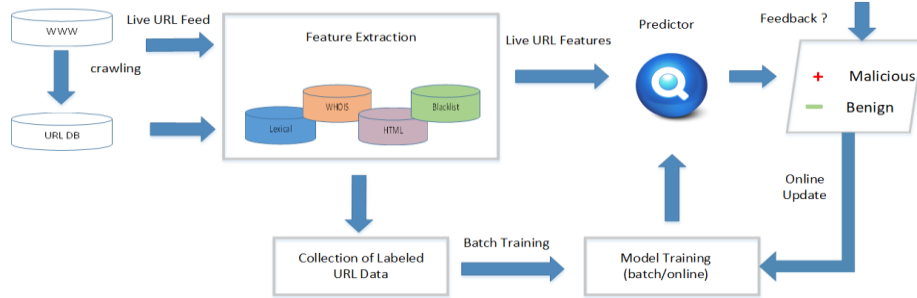 WWW
Live URL Feed
crawling
URL DB
Feature Extraction
Lexical
WHOIS
HTML
Blacklist
Live URL Features
Predictor
Feedback ?
+ Malicious
Benign
Online
Update
Collection of Labeled
URL Data
Batch Training
Model Training
(batch/online)